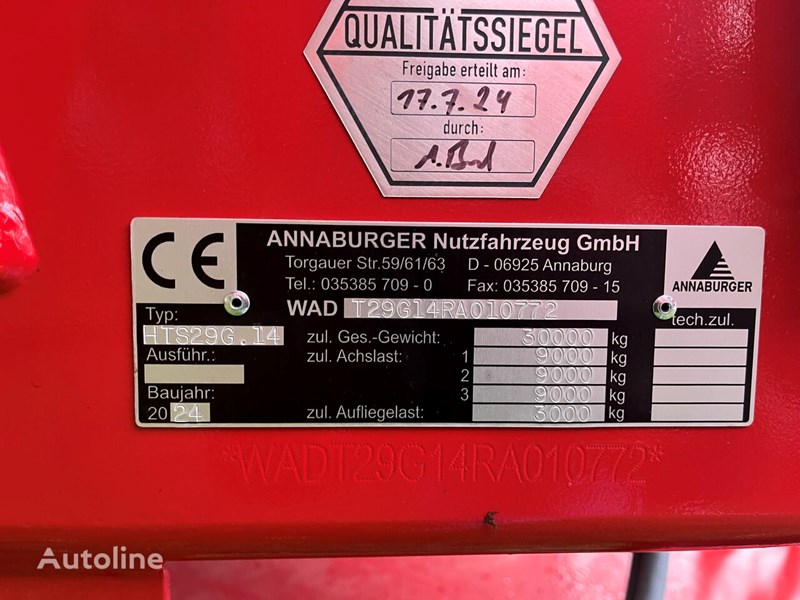 QUALITÄTSSIEGEL
Freigabe erteilt am:
17.7.24
durch:
CE
ANNABURGER Nutzfahrzeug GmbH
Torgauer Str.59/61/63 D - 06925 Annaburg
Tel.: 035385 709 - 0 Fax: 035385 709 - 15
ANNABURGER
WAD T29G14RA010772
Typ:
HTS29G.14
zul. Ges.-Gewicht: 30000 kg
tech.zul.
Ausführ.:
zul. Achslast: 1 9000 kg
2 9000 kg
Baujahr:
3 9000 kg
2024
zul. Aufliegelast: 3000 kg
*WADT29G14RA010772*
Autoline